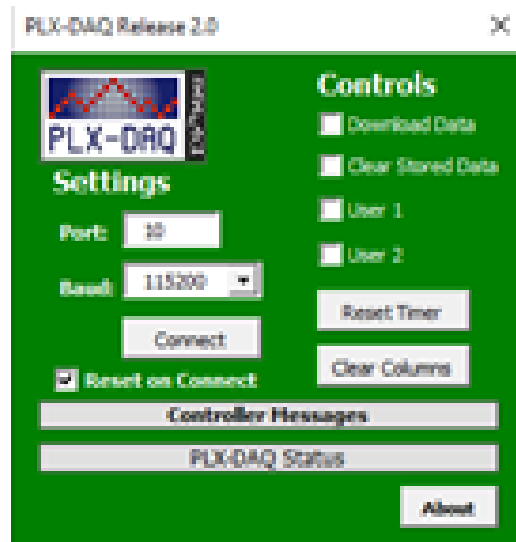 PLX-DAQ Release 2.0
PLX-DAQ
Settings
Port: 10
Baud: 115200
Connect
Reset on Connect
Controls
Download Data
Clear Stored Data
User 1
User 2
Reset Timer
Clear Columns
Controller Messages
PLX-DAQ Status
About